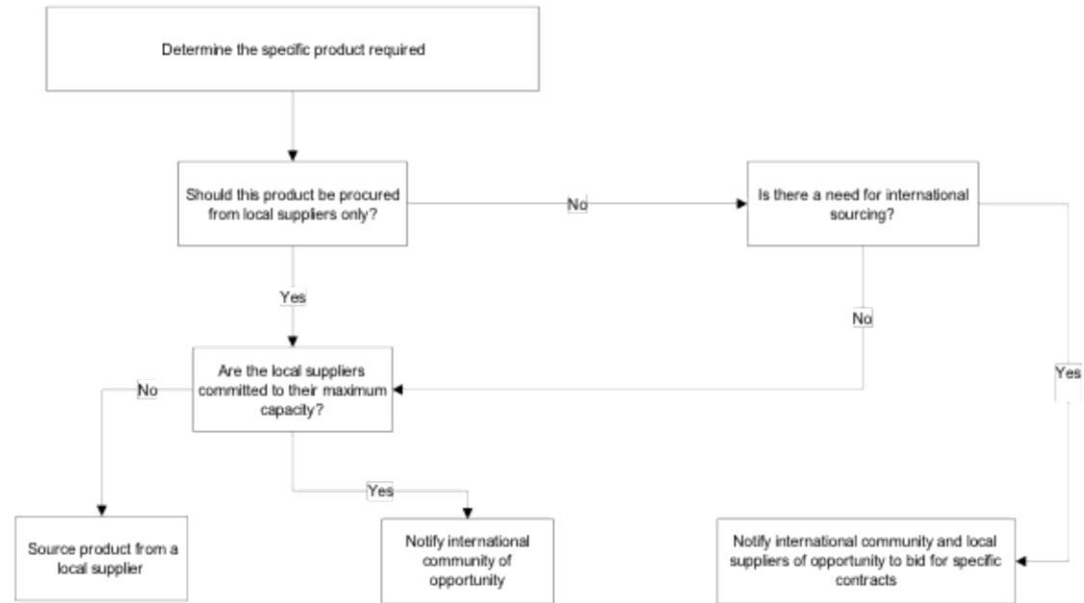 Determine the specific product required
Should this product be procured
from local suppliers only?
No
Is there a need for international
sourcing?
Yes
No
Are the local suppliers
committed to their maximum
capacity?
No
Yes
Yes
Source product from a
local supplier
Notify international
community of
opportunity
Notify international community and local
suppliers of opportunity to bid for specific
contracts